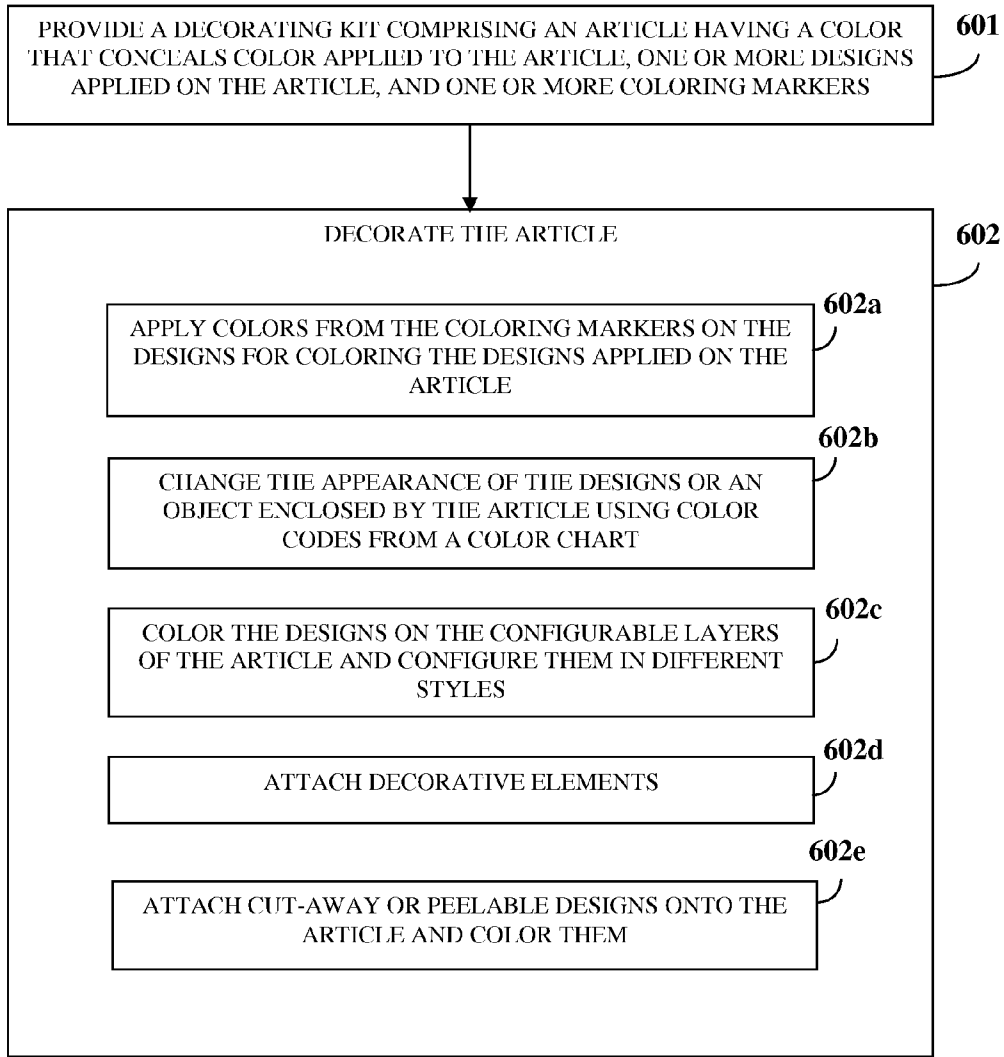 PROVIDE A DECORATING KIT COMPRISING AN ARTICLE HAVING A COLOR
THAT CONCEALS COLOR APPLIED TO THE ARTICLE, ONE OR MORE DESIGNS
APPLIED ON THE ARTICLE, AND ONE OR MORE COLORING MARKERS
601
DECORATE THE ARTICLE
602
602a
APPLY COLORS FROM THE COLORING MARKERS ON THE
DESIGNS FOR COLORING THE DESIGNS APPLIED ON THE
ARTICLE
602b
CHANGE THE APPEARANCE OF THE DESIGNS OR AN
OBJECT ENCLOSED BY THE ARTICLE USING COLOR
CODES FROM A COLOR CHART
602c
COLOR THE DESIGNS ON THE CONFIGURABLE LAYERS
OF THE ARTICLE AND CONFIGURE THEM IN DIFFERENT
STYLES
602d
ATTACH DECORATIVE ELEMENTS
602e
ATTACH CUT-AWAY OR PEELABLE DESIGNS ONTO THE
ARTICLE AND COLOR THEM